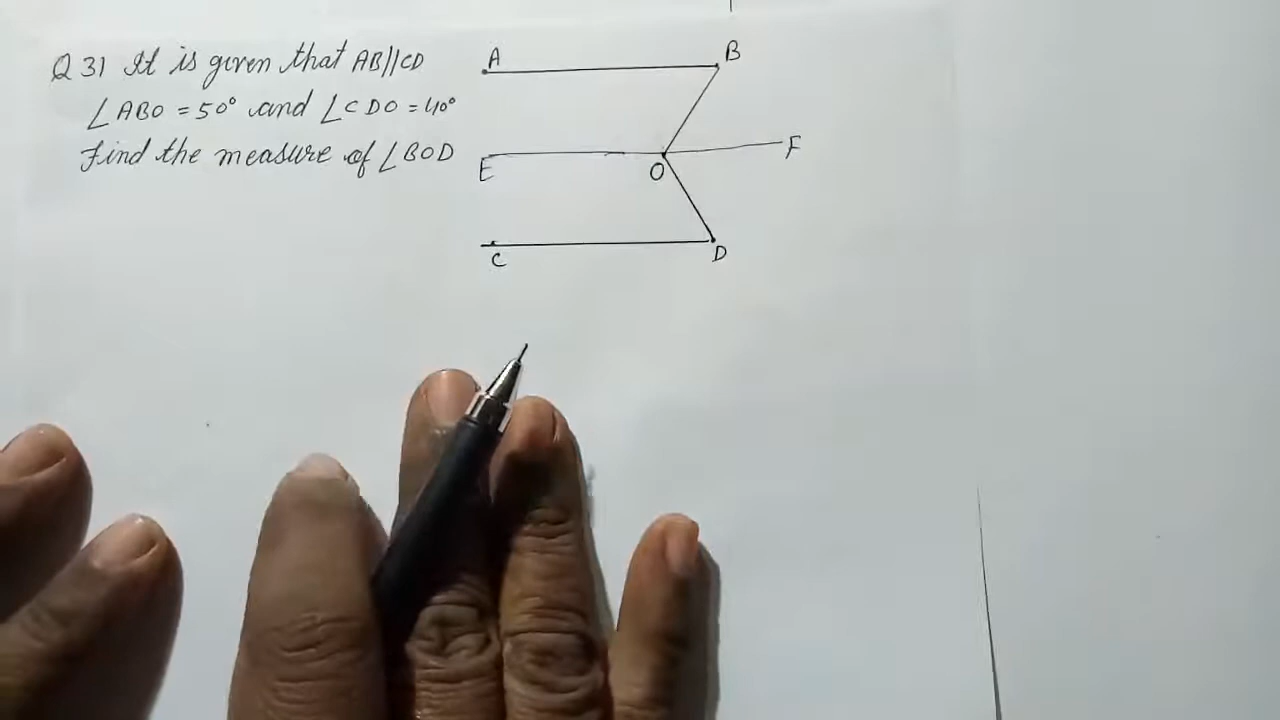 Q 31 It is given that AB//CD
∠ABO = 50° and ∠CDO = 40°
Find the measure of ∠BOD
A
B
E
O
F
C
D